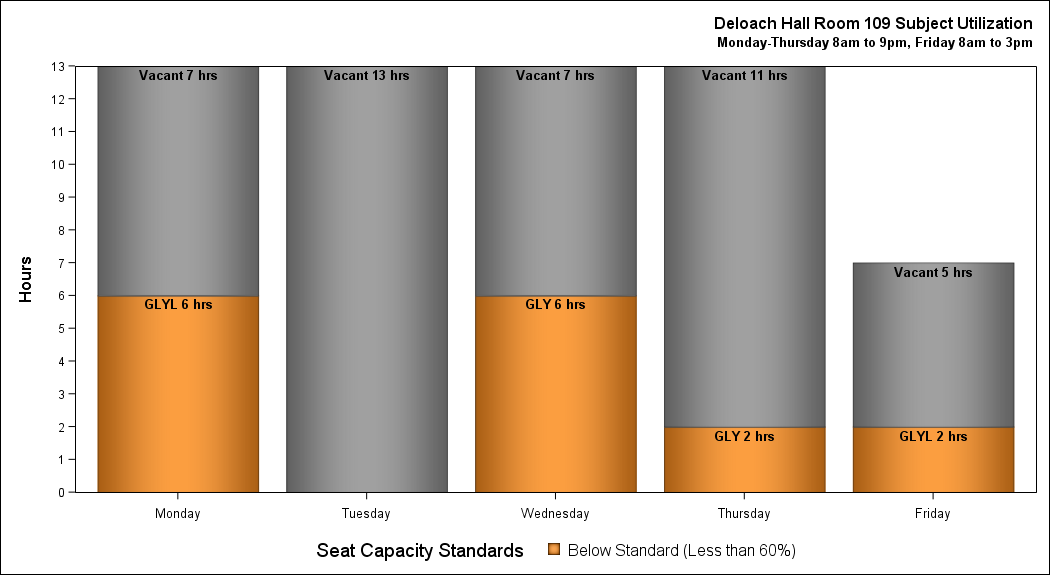 Deloach Hall Room 109 Subject Utilization
Monday-Thursday 8am to 9pm, Friday 8am to 3pm
Hours
13
12
11
10
9
8
7
6
5
4
3
2
1
0
Vacant 7 hrs
GLYL 6 hrs
Vacant 13 hrs
Vacant 7 hrs
GLY 6 hrs
Vacant 11 hrs
GLY 2 hrs
Vacant 5 hrs
GLYL 2 hrs
Monday Tuesday Wednesday Thursday Friday
Seat Capacity Standards Below Standard (Less than 60%)